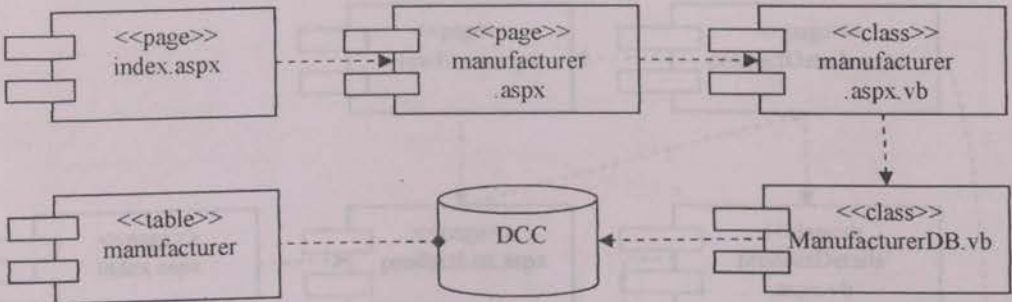 <<page>>
index.aspx
<<page>>
manufacturer
.aspx
<<class>>
manufacturer
.aspx.vb
<<table>>
manufacturer
DCC
<<class>>
ManufacturerDB.vb